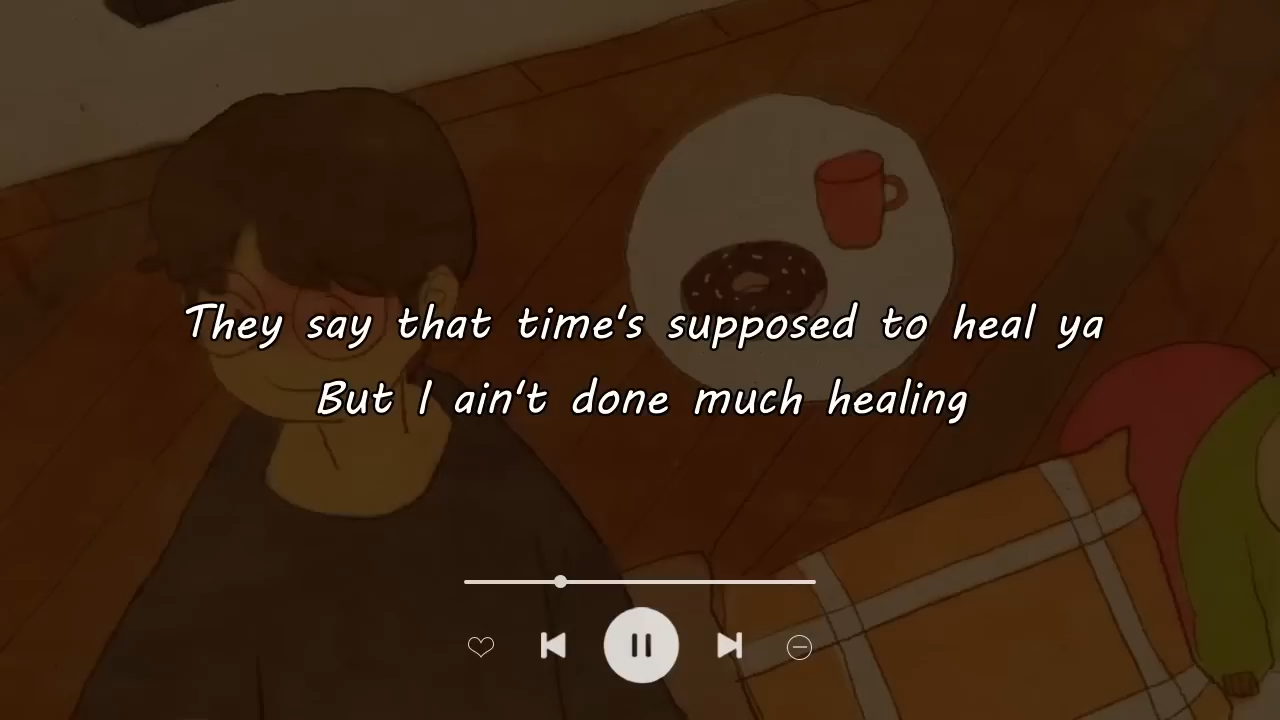 They say that time's supposed to heal ya
But I ain't done much healing